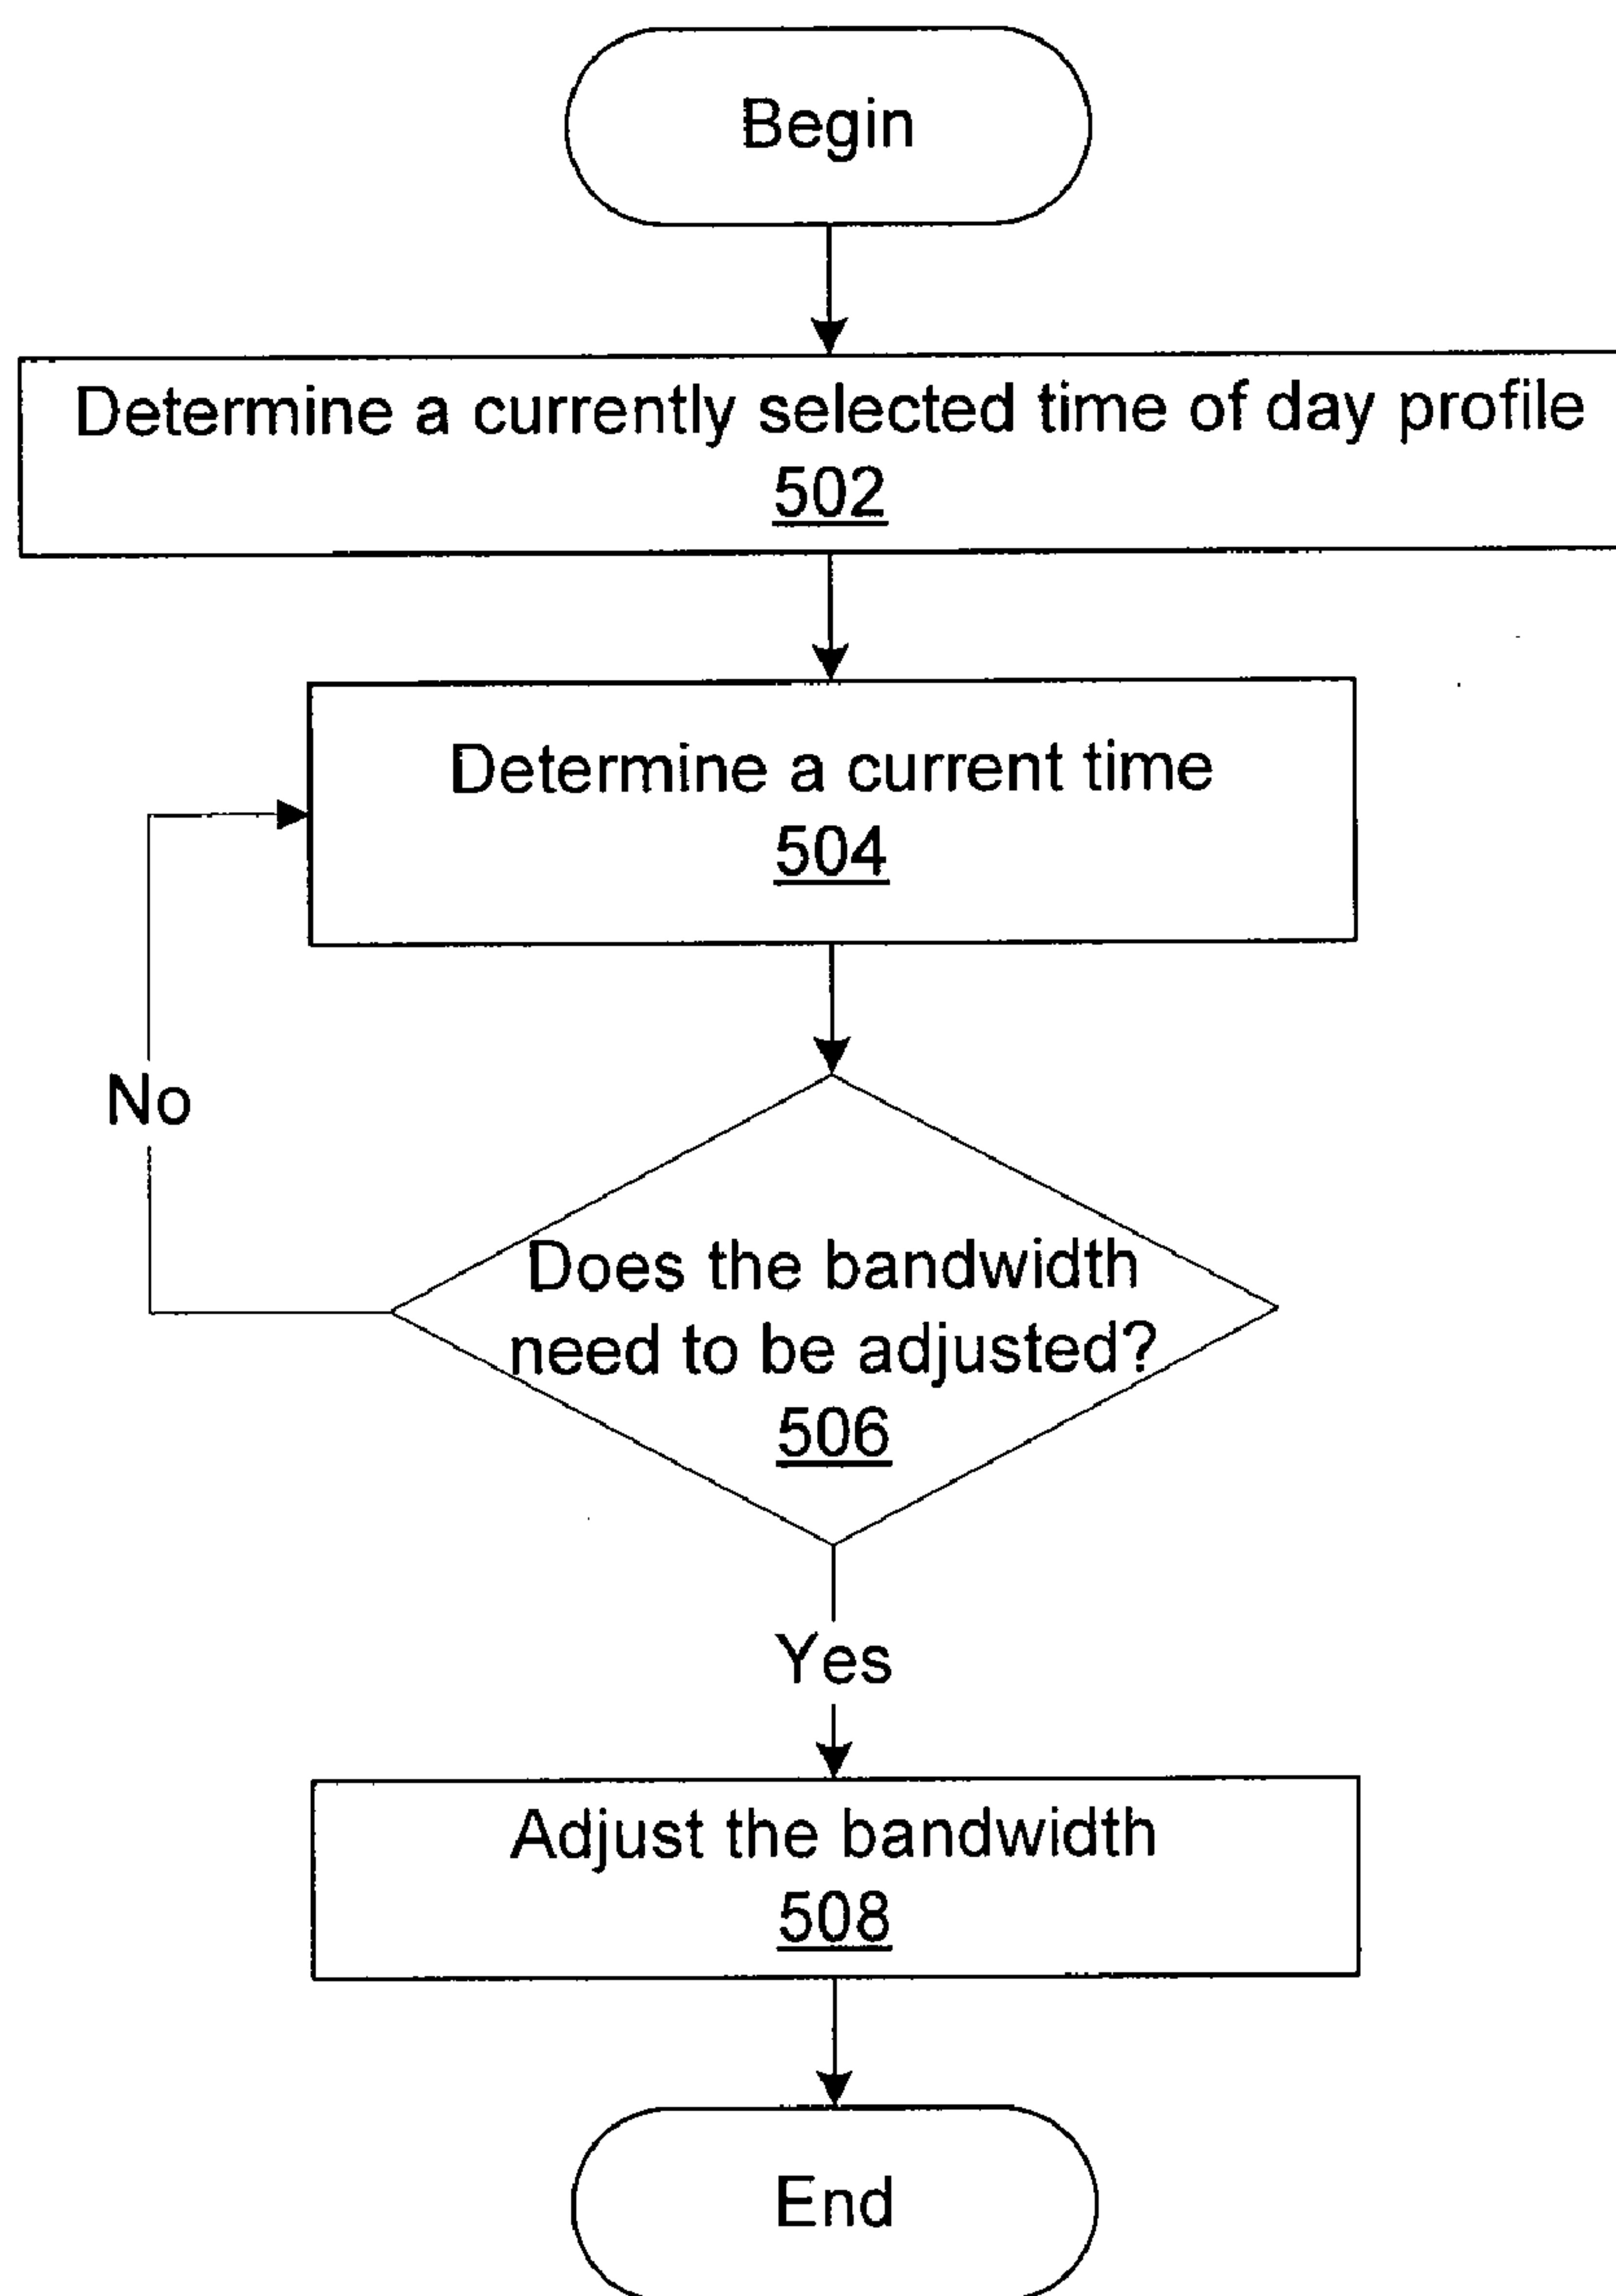 Begin
Determine a currently selected time of day profile
502
Determine a current time
504
No
Does the bandwidth
need to be adjusted?
506
Yes
Adjust the bandwidth
508
End